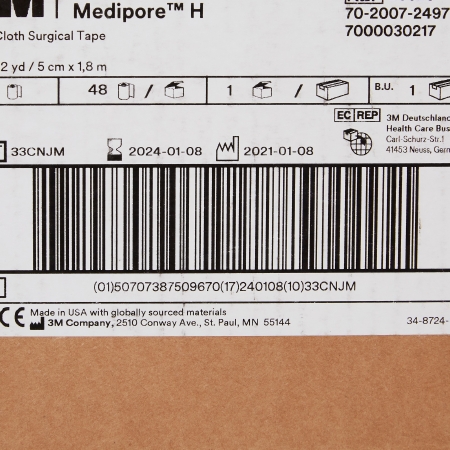 Medipore™ H
70-2007-2497
7000030217
Cloth Surgical Tape
2 yd / 5 cm x 1,8 m
48 / 1 / B.U. 1
EC REP
3M Deutschland
Health Care Bus
Carl-Schurz-Str.1
41453 Neuss, Germ
33CNJM 2024-01-08 2021-01-08
(01)50707387509670(17)240108(10)33CNJM
CE Made in USA with globally sourced materials
3M Company, 2510 Conway Ave., St. Paul, MN 55144
34-8724-